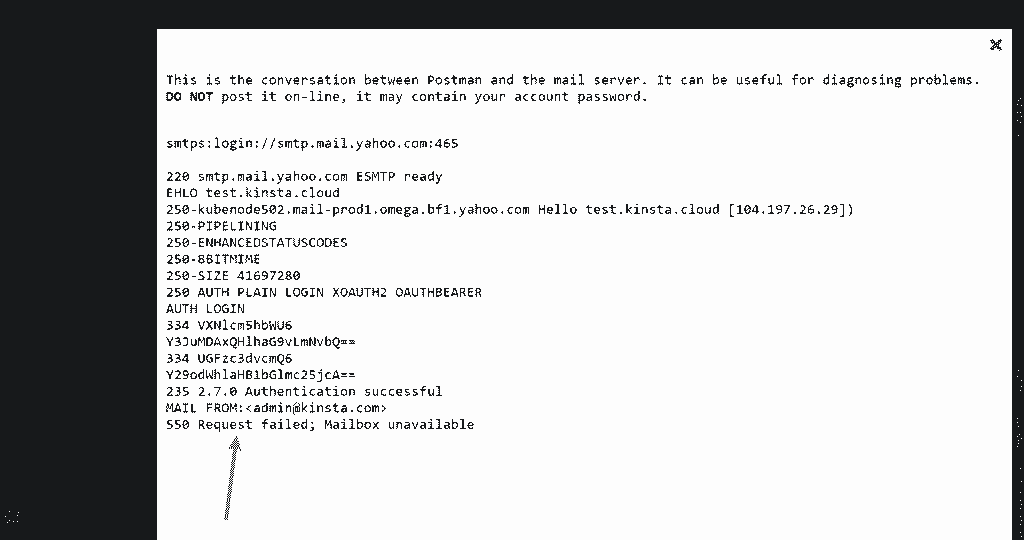 This is the conversation between Postman and the mail server. It can be useful for diagnosing problems.
DO NOT post it on-line, it may contain your account password.
smtps:login://smtp.mail.yahoo.com:465
220 smtp.mail.yahoo.com ESMTP ready
EHLO test.kinsta.cloud
250-kubenode502.mail-prod1.omega.bf1.yahoo.com Hello test.kinsta.cloud [104.197.26.29])
250-PIPELINING
250-ENHANCEDSTATUSCODES
250-8BITMIME
250-SIZE 41697280
250 AUTH PLAIN LOGIN XOAUTH2 OAUTHBEARER
AUTH LOGIN
334 VXNlcm5hbWU6
Y3JuMDAxQHlhaG9vLmNvbQ==
334 UGFzc3dvcmQ6
Y29odWhlaHB1bGlmc25jcA==
235 2.7.0 Authentication successful
MAIL FROM:<admin@kinsta.com>
550 Request failed; Mailbox unavailable